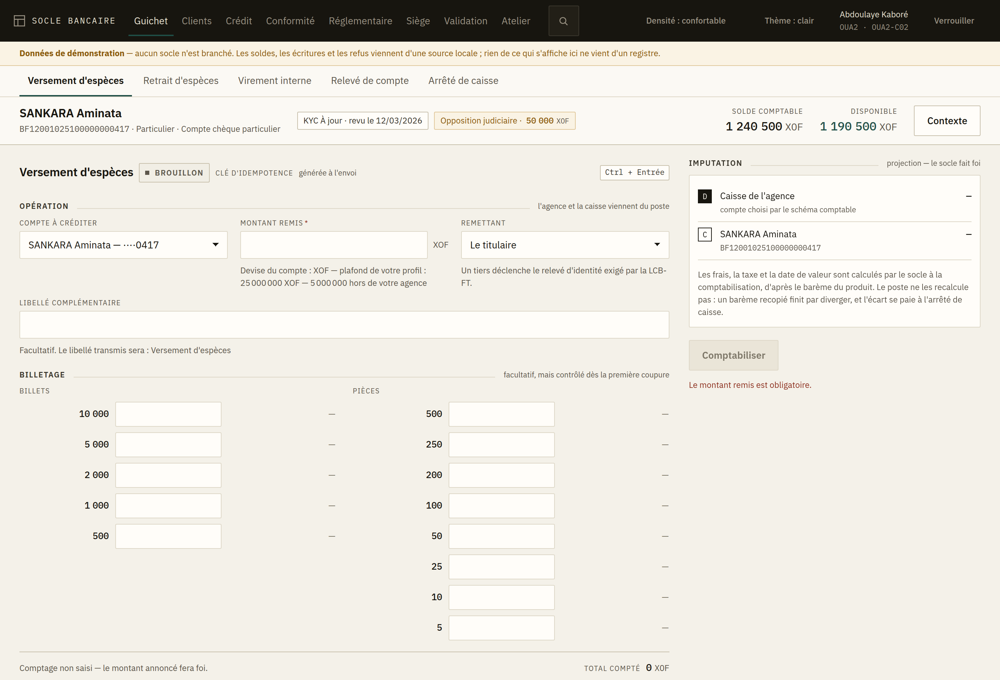 SOCLE BANCAIRE
Guichet
Clients
Crédit
Conformité
Réglementaire
Siège
Validation
Atelier
Densité : confortable
Thème : clair
Abdoulaye Kaboré
OUA2 · OUA2-C02
Verrouiller
Données de démonstration — aucun socle n'est branché. Les soldes, les écritures et les refus viennent d'une source locale ; rien de ce qui s'affiche ici ne vient d'un registre.
Versement d'espèces
Retrait d'espèces
Virement interne
Relevé de compte
Arrêté de caisse
SANKARA Aminata
BF12001025100000000417 · Particulier · Compte chèque particulier
KYC À jour · revu le 12/03/2026
Opposition judiciaire · 50 000 XOF
SOLDE COMPTABLE
1 240 500 XOF
DISPONIBLE
1 190 500 XOF
Contexte
Versement d'espèces
BROUILLON
CLÉ D'IDEMPOTENCE générée à l'envoi
Ctrl + Entrée
OPÉRATION
l'agence et la caisse viennent du poste
COMPTE À CRÉDITER
SANKARA Aminata — ····0417
MONTANT REMIS *
XOF
Devise du compte : XOF — plafond de votre profil :
25 000 000 XOF — 5 000 000 hors de votre agence
REMETTANT
Le titulaire
Un tiers déclenche le relevé d'identité exigé par la LCB-
FT.
LIBELLÉ COMPLÉMENTAIRE
Facultatif. Le libellé transmis sera : Versement d'espèces
BILLETAGE
facultatif, mais contrôlé dès la première coupure
BILLETS
10 000 —
5 000 —
2 000 —
1 000 —
500 —
PIÈCES
500 —
250 —
200 —
100 —
50 —
25 —
10 —
5 —
Comptage non saisi — le montant annoncé fera foi.
TOTAL COMPTÉ 0 XOF
IMPUTATION
projection — le socle fait foi
D Caisse de l'agence —
compte choisi par le schéma comptable
C SANKARA Aminata —
BF12001025100000000417
Les frais, la taxe et la date de valeur sont calculés par le socle à la
comptabilisation, d'après le barème du produit. Le poste ne les recalcule
pas : un barème recopié finit par diverger, et l'écart se paie à l'arrêté de
caisse.
Comptabiliser
Le montant remis est obligatoire.